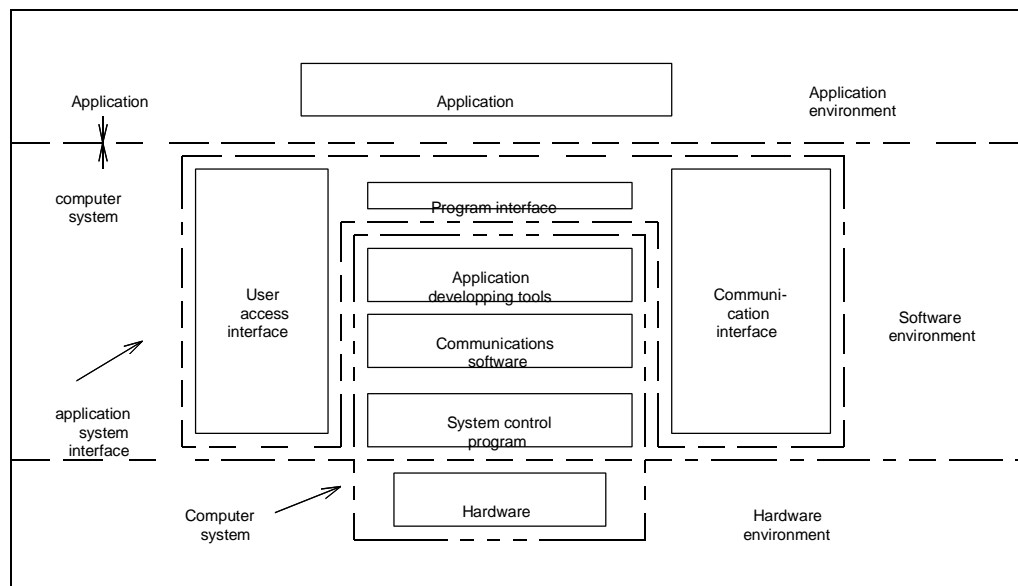 Application
Application
Application
environment
computer
system
Program interface
User
access
interface
Application
developping tools
Communi-
cation
interface
Communications
software
Software
environment
application
system
interface
System control
program
Computer
system
Hardware
Hardware
environment